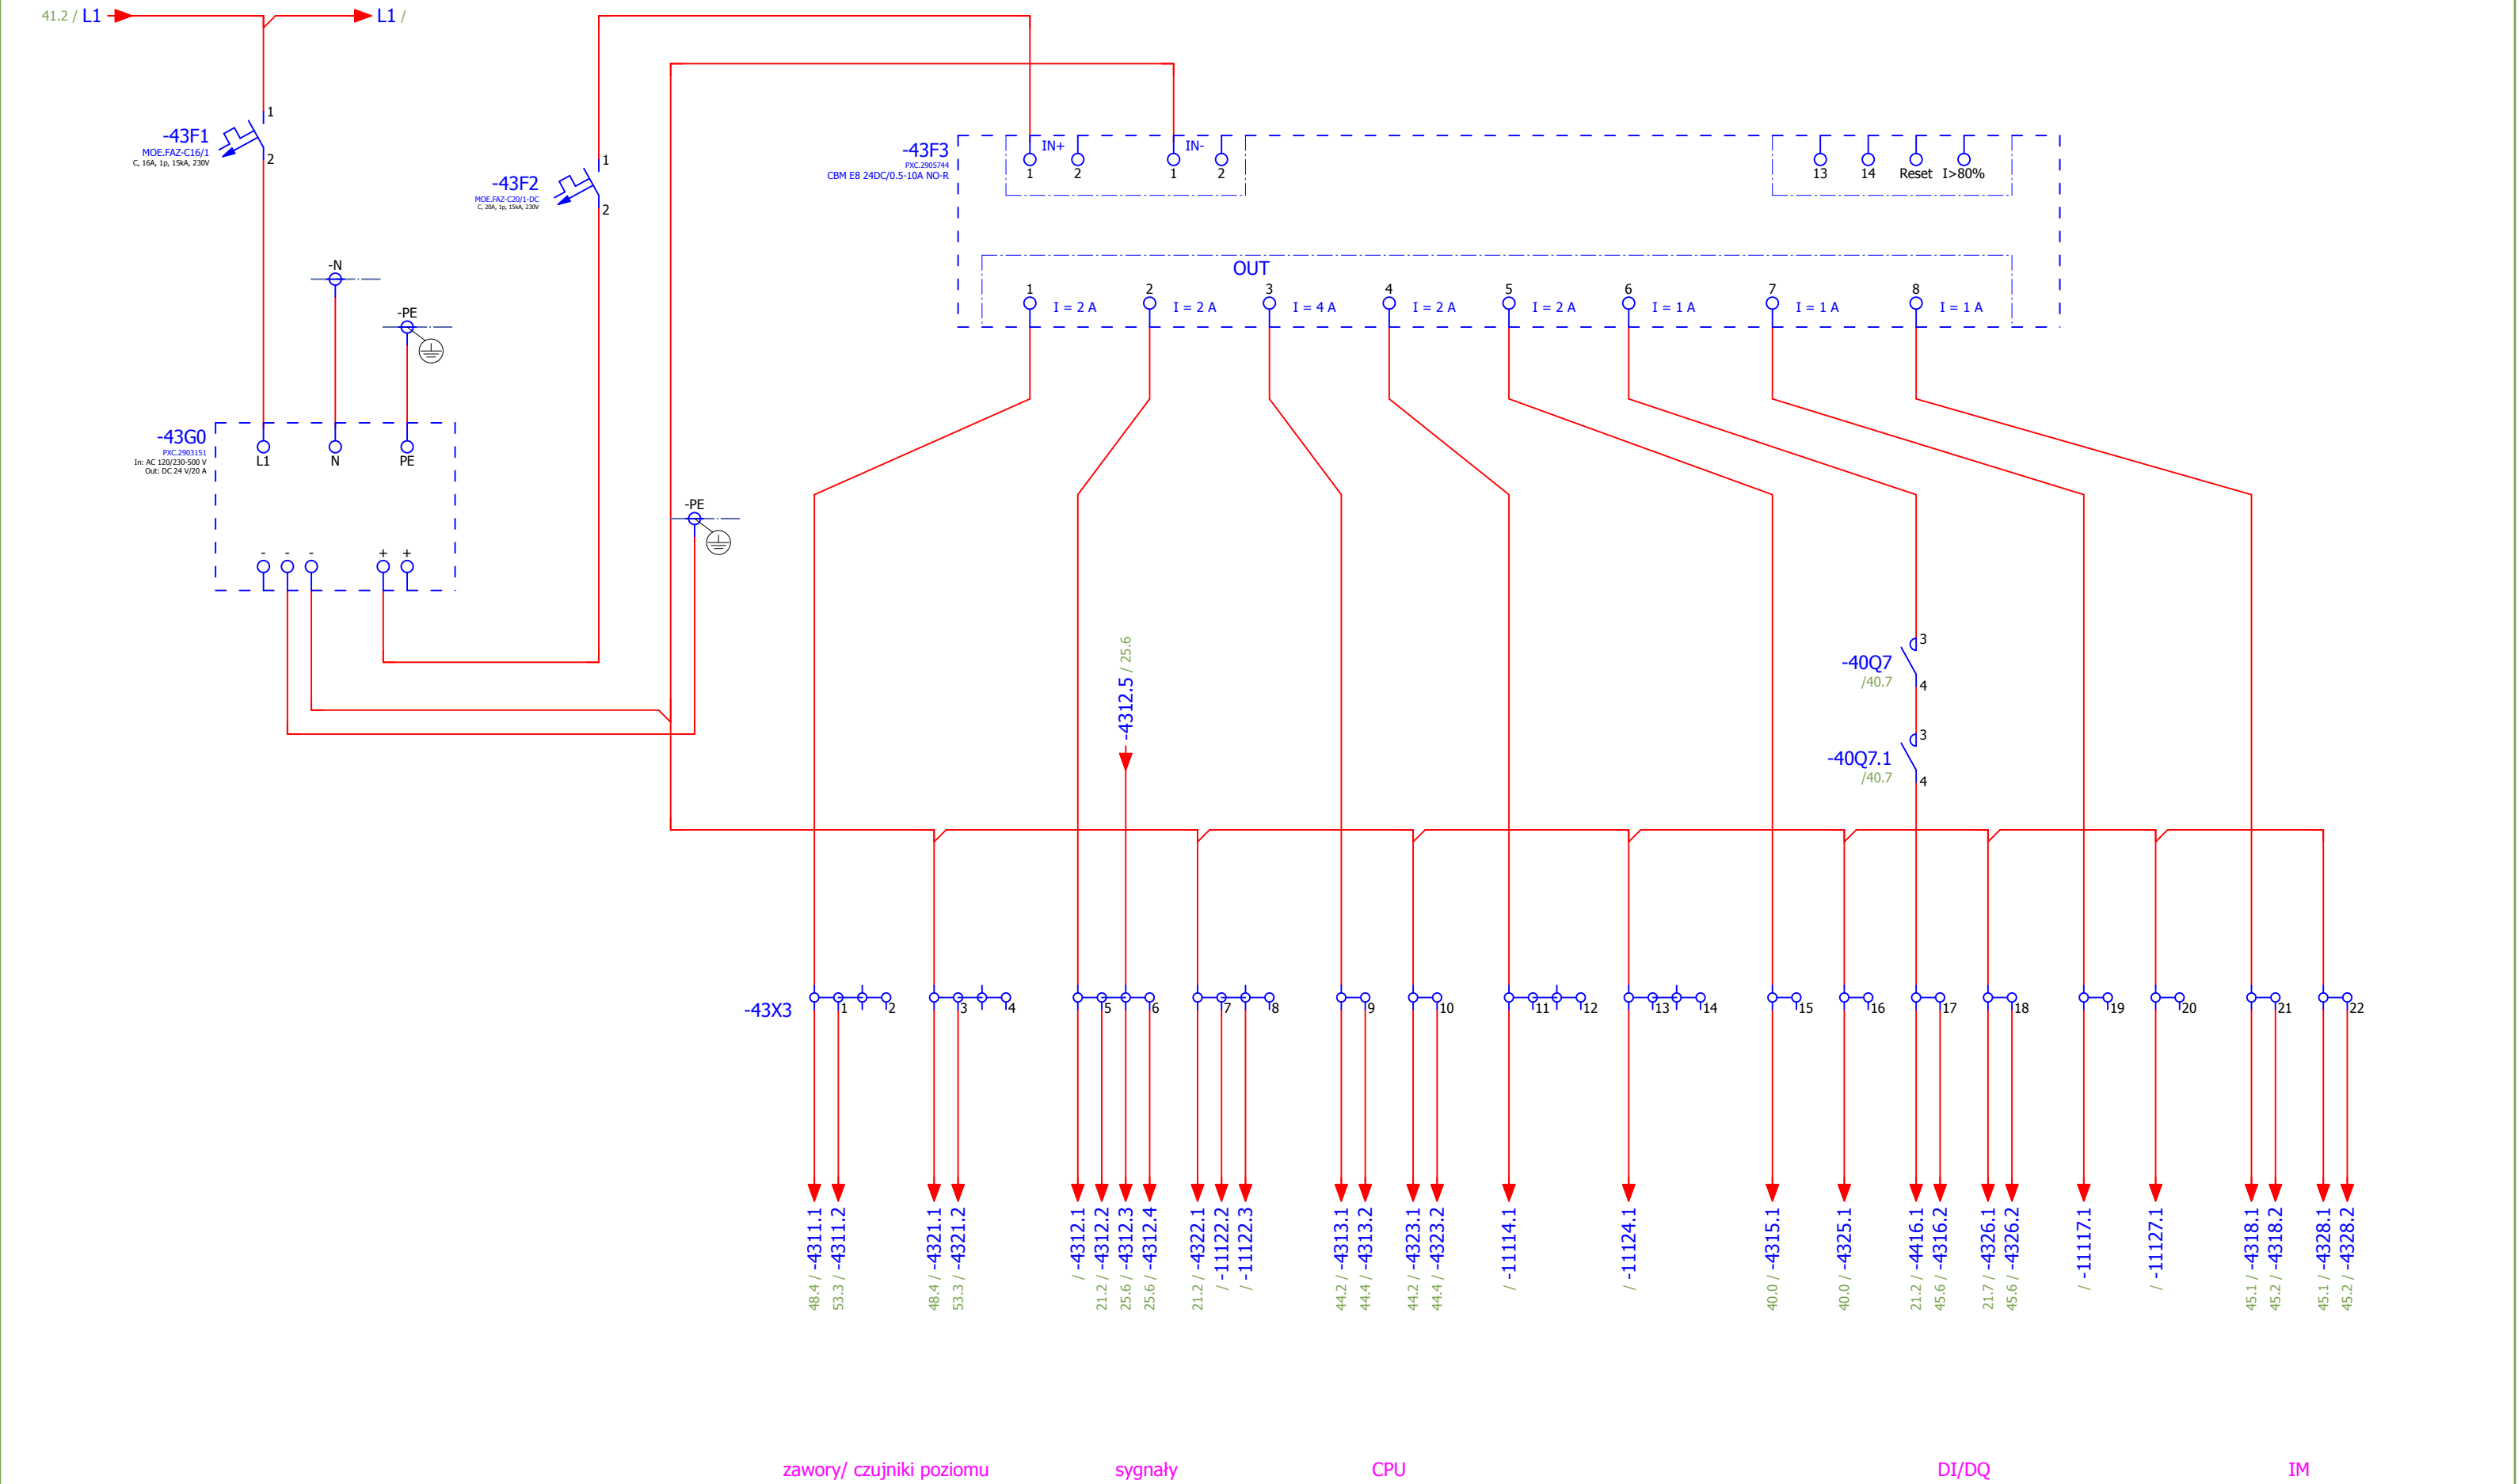 41.2 / L1
L1 /
-43F1
MOE.FAZ-C16/1
C, 16A, 1p, 15kA, 230V
1
2
-43F2
MOE.FAZ-C20/1-DC
C, 20A, 1p, 15kA, 230V
1
2
-43F3
PXC.2905744
CBM E8 24DC/0.5-10A NO-R
IN+
IN-
1 2 1 2
13 14 Reset I>80%
OUT
1 2 3 4 5 6 7 8
I = 2 A I = 2 A I = 4 A I = 2 A I = 2 A I = 1 A I = 1 A I = 1 A
-N
-PE
-43G0
PXC.2903151
In: AC 120/230-500 V
Out: DC 24 V/20 A
L1 N PE
- - - + +
-PE
-4312.5 / 25.6
-40Q7
/40.7
3
4
-40Q7.1
/40.7
3
4
-43X3
1 2 3 4 5 6 7 8 9 10 11 12 13 14 15 16 17 18 19 20 21 22
48.4 / -4311.1
53.3 / -4311.2
48.4 / -4321.1
53.3 / -4321.2
/ -4312.1
21.2 / -4312.2
25.6 / -4312.3
25.6 / -4312.4
21.2 / -4322.1
/ -11122.2
/ -11122.3
44.2 / -4313.1
44.4 / -4313.2
44.2 / -4323.1
44.4 / -4323.2
/ -11114.1
/ -11124.1
40.0 / -4315.1
40.0 / -4325.1
21.2 / -4416.1
45.6 / -4316.2
21.7 / -4326.1
45.6 / -4326.2
/ -11117.1
/ -11127.1
45.1 / -4318.1
45.2 / -4318.2
45.1 / -4328.1
45.2 / -4328.2
zawory/ czujniki poziomu
sygnały
CPU
DI/DQ
IM